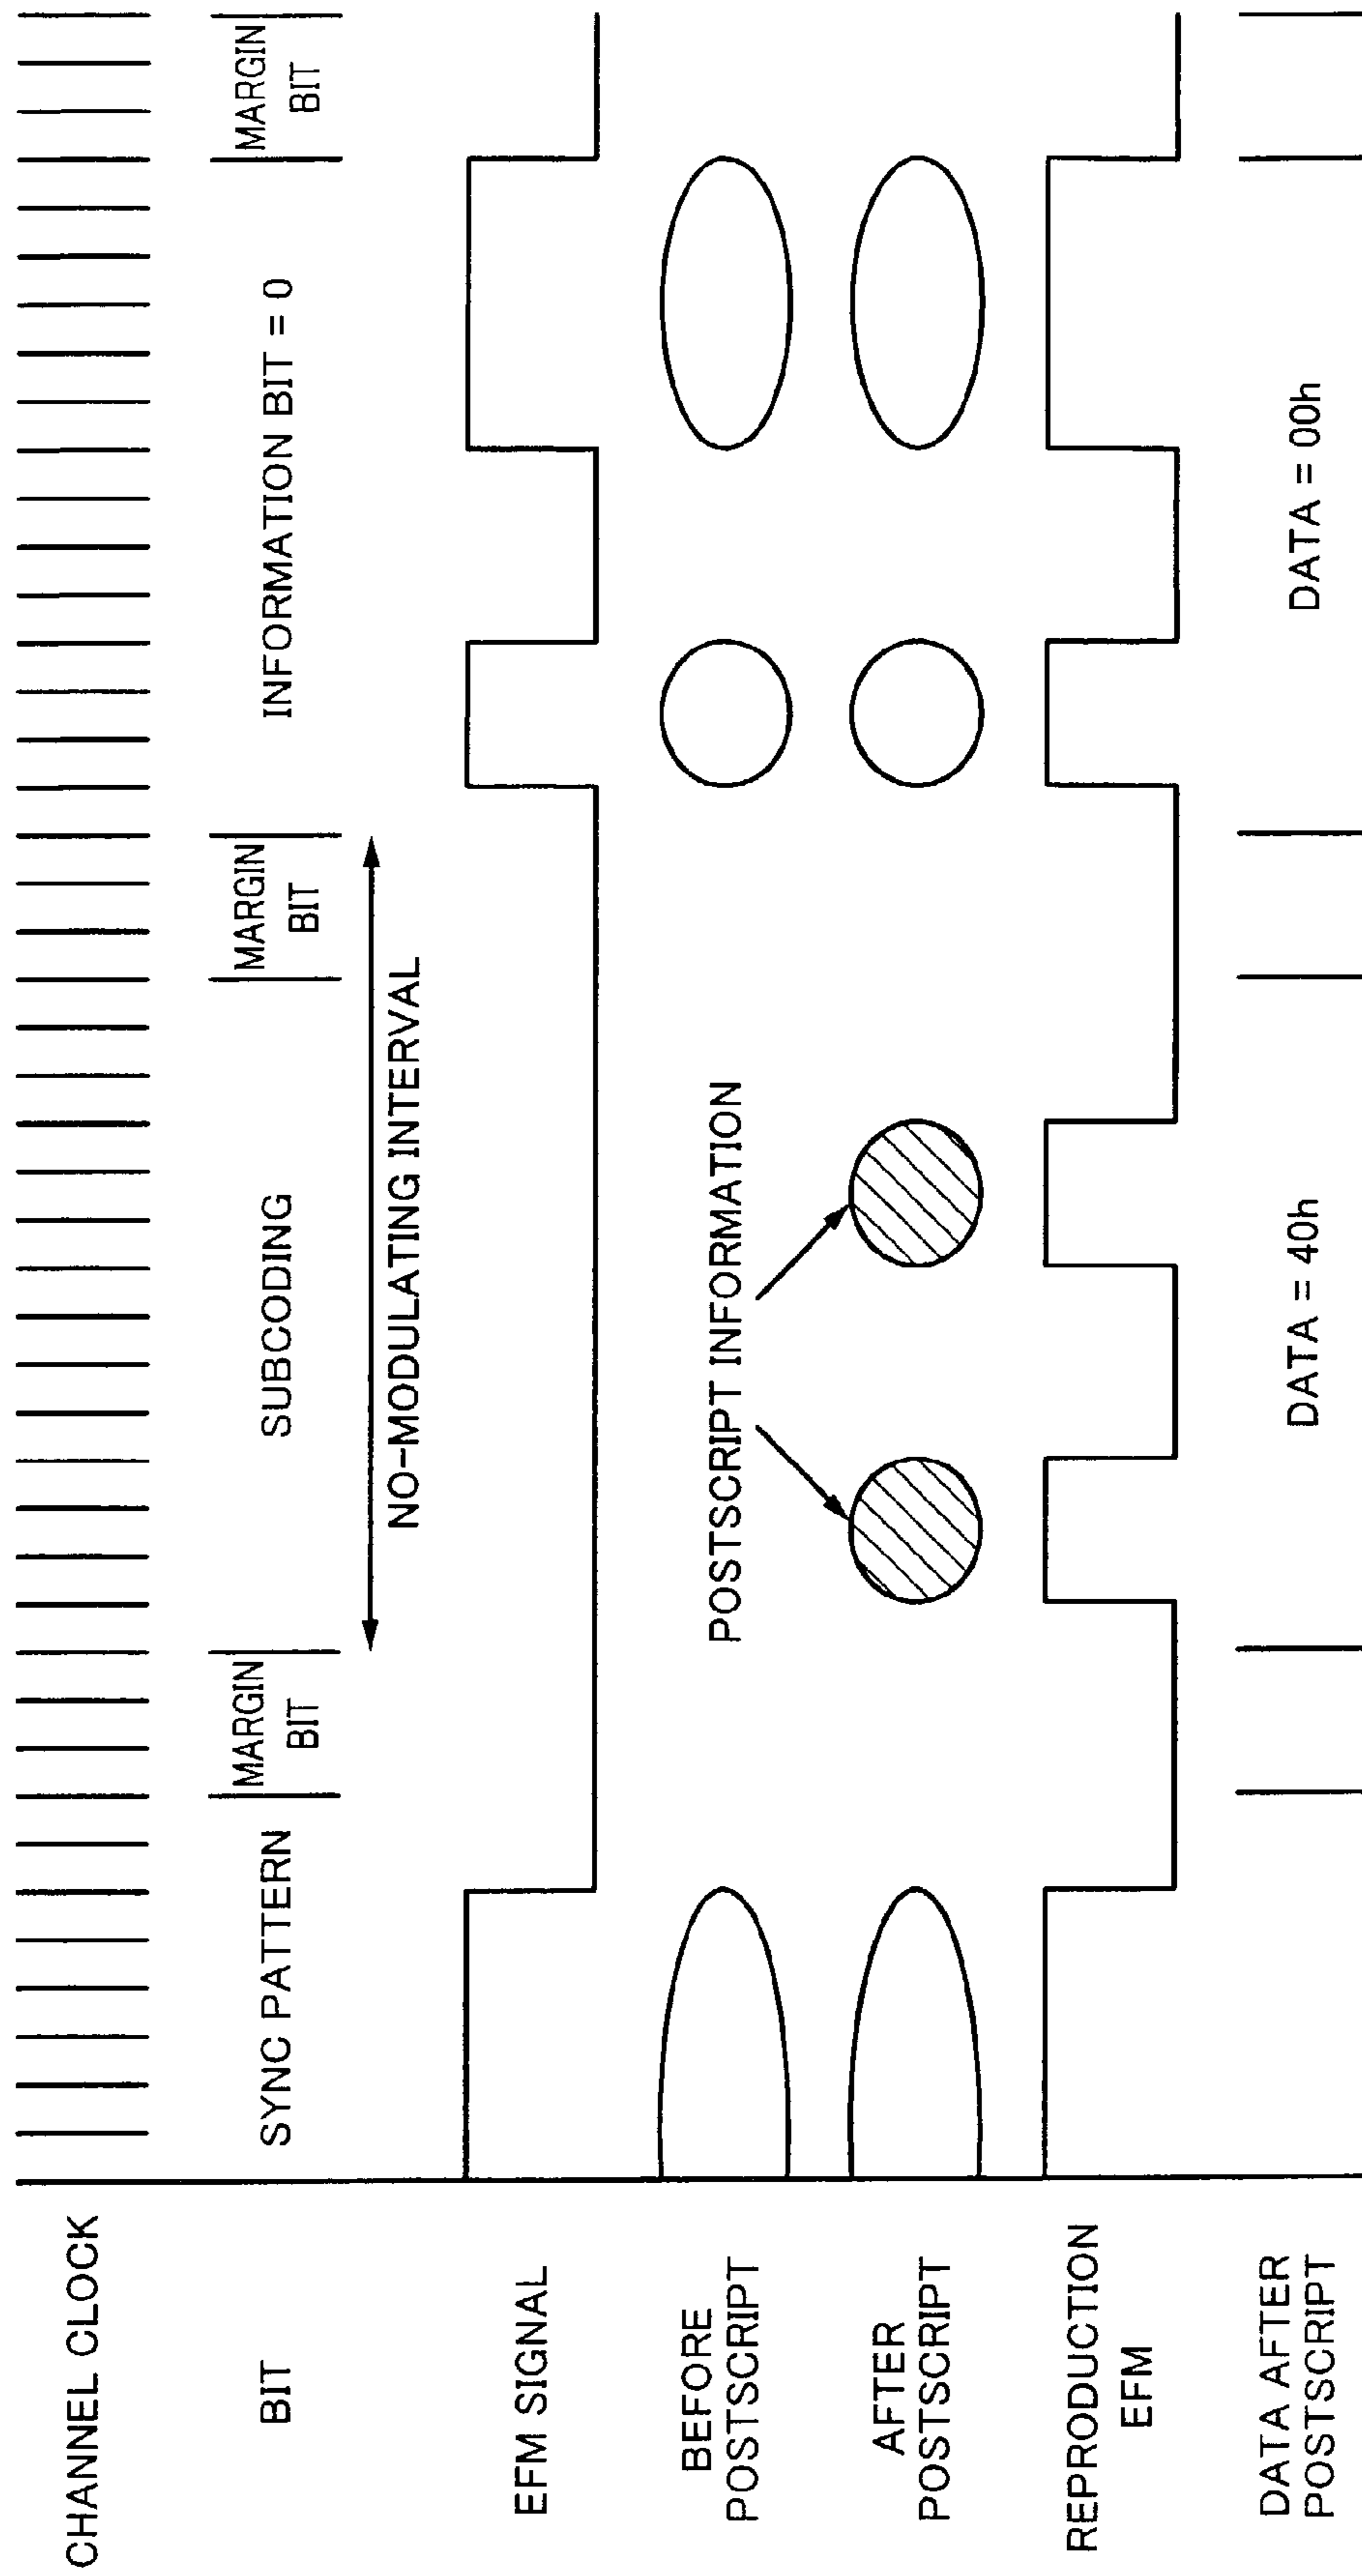 CHANNEL CLOCK
BIT
SYNC PATTERN
MARGIN
BIT
SUBCODING
MARGIN
BIT
INFORMATION BIT = 0
MARGIN
BIT
NO-MODULATING INTERVAL
EFM SIGNAL
BEFORE
POSTSCRIPT
POSTSCRIPT INFORMATION
AFTER
POSTSCRIPT
REPRODUCTION
EFM
DATA AFTER
POSTSCRIPT
DATA = 40h
DATA = 00h